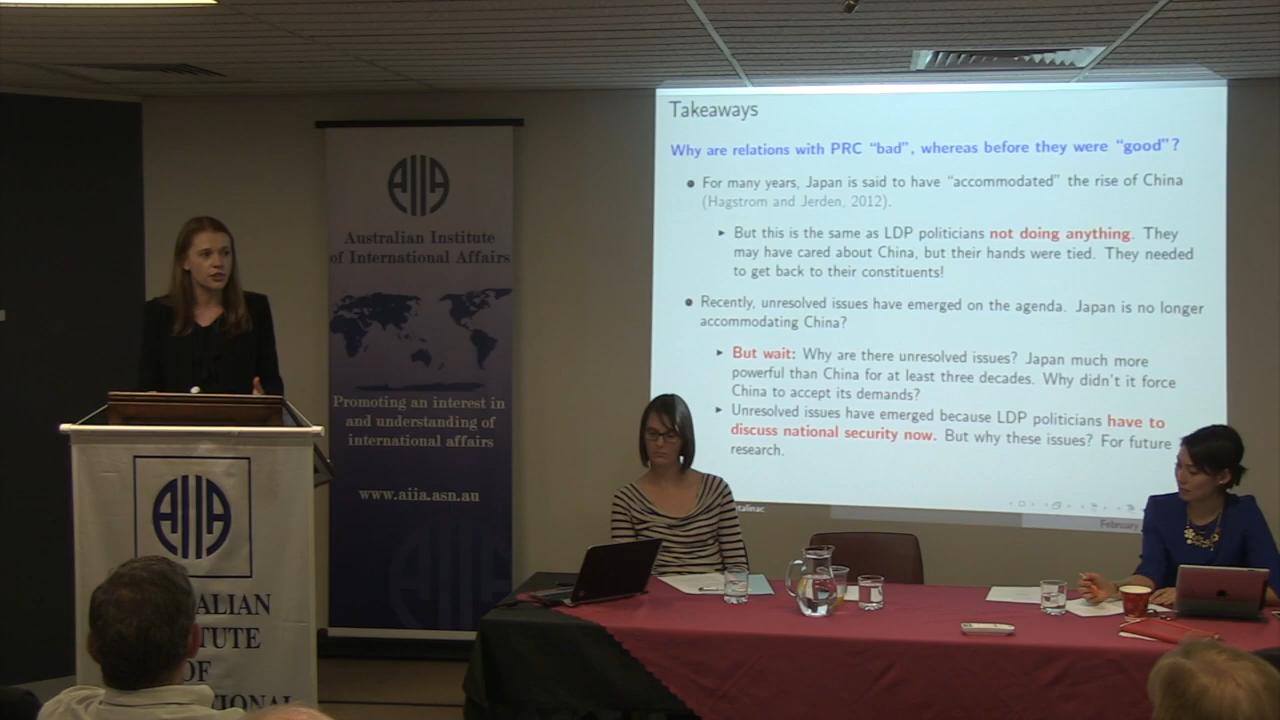 AIIA
Australian Institute
of International Affairs
Promoting an interest in
and understanding of
international affairs
www.aiia.asn.au
AIIA
ALIAN
TUTE
OF
TIONAL
Takeaways
Why are relations with PRC “bad”, whereas before they were “good”?
For many years, Japan is said to have “accommodated” the rise of China
(Hagstrom and Jerden, 2012).
But this is the same as LDP politicians not doing anything. They
may have cared about China, but their hands were tied. They needed
to get back to their constituents!
Recently, unresolved issues have emerged on the agenda. Japan is no longer
accommodating China?
But wait: Why are there unresolved issues? Japan much more
powerful than China for at least three decades. Why didn't it force
China to accept its demands?
Unresolved issues have emerged because LDP politicians have to
discuss national security now. But why these issues? For future
research.
talinac
February